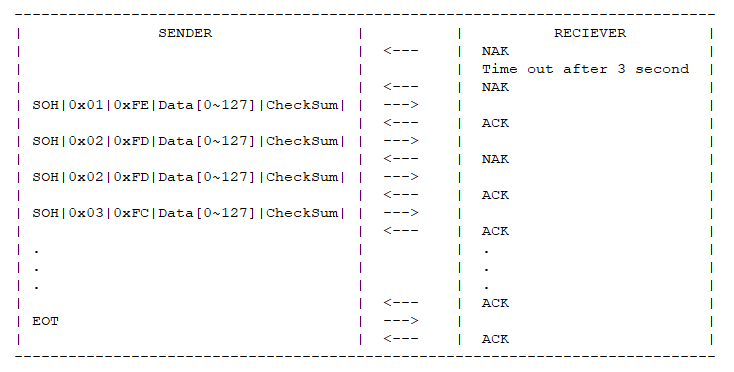 -----------------------------------------------------------------------------
| SENDER | | RECIEVER |
| | <--- | NAK |
| | | Time out after 3 second |
| | <--- | NAK |
| SOH|0x01|0xFE|Data[0~127]|CheckSum| | ---> | |
| | <--- | ACK |
| SOH|0x02|0xFD|Data[0~127]|CheckSum| | ---> | |
| | <--- | NAK |
| SOH|0x02|0xFD|Data[0~127]|CheckSum| | ---> | |
| | <--- | ACK |
| SOH|0x03|0xFC|Data[0~127]|CheckSum| | ---> | |
| | <--- | ACK |
| . | | . |
| . | | . |
| . | | . |
| | <--- | ACK |
| EOT | ---> | |
| | <--- | ACK |
-----------------------------------------------------------------------------